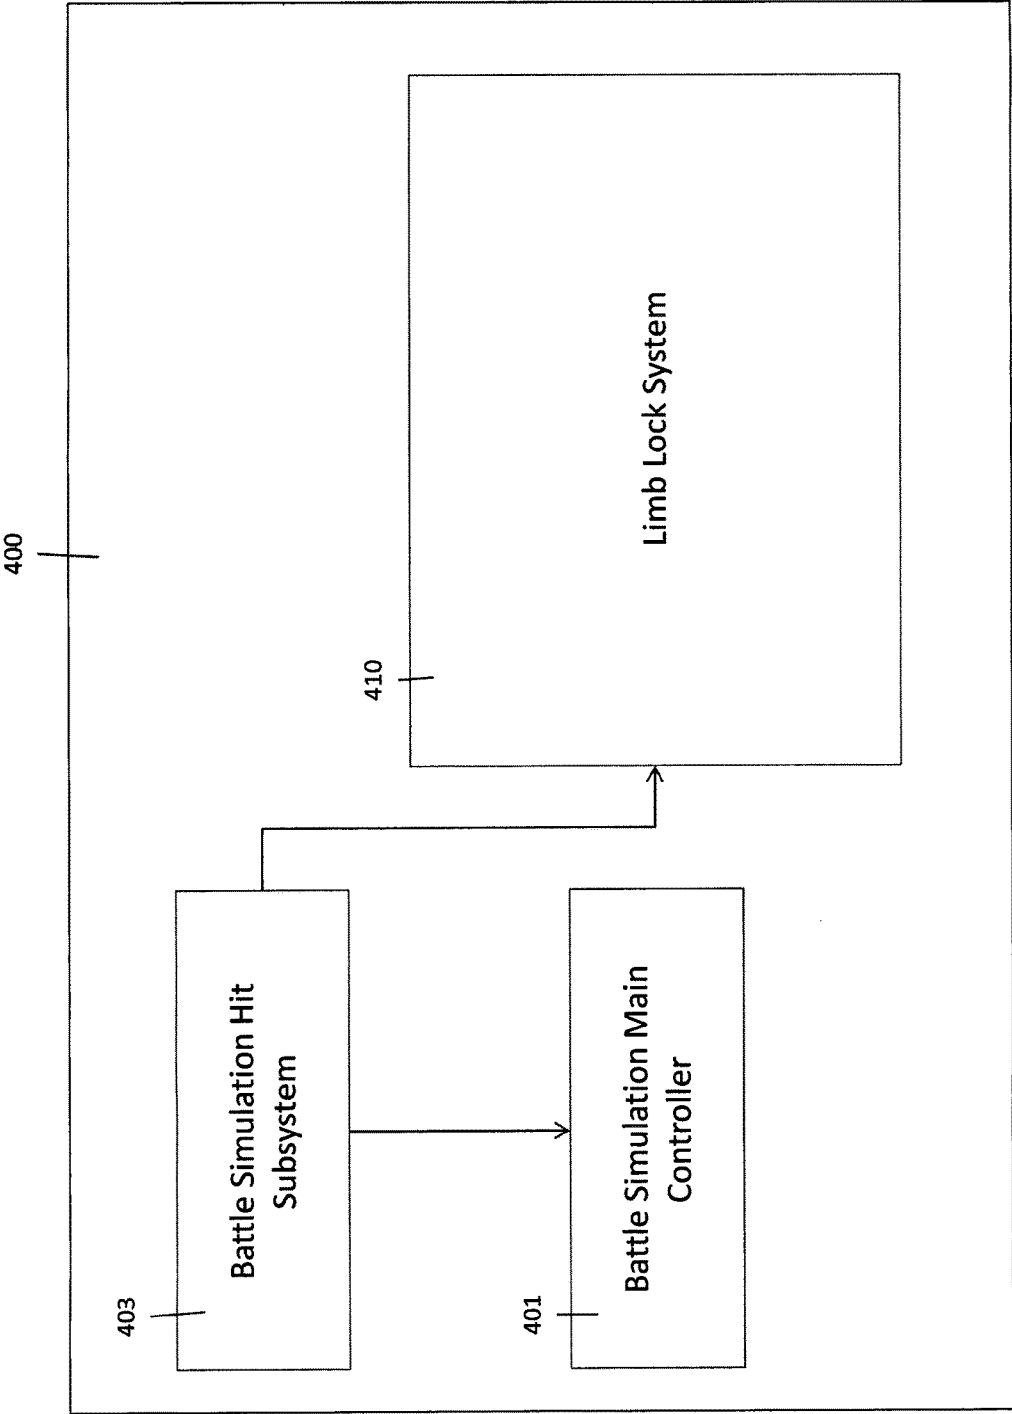 400
403
Battle Simulation Hit
Subsystem
410
Limb Lock System
401
Battle Simulation Main
Controller